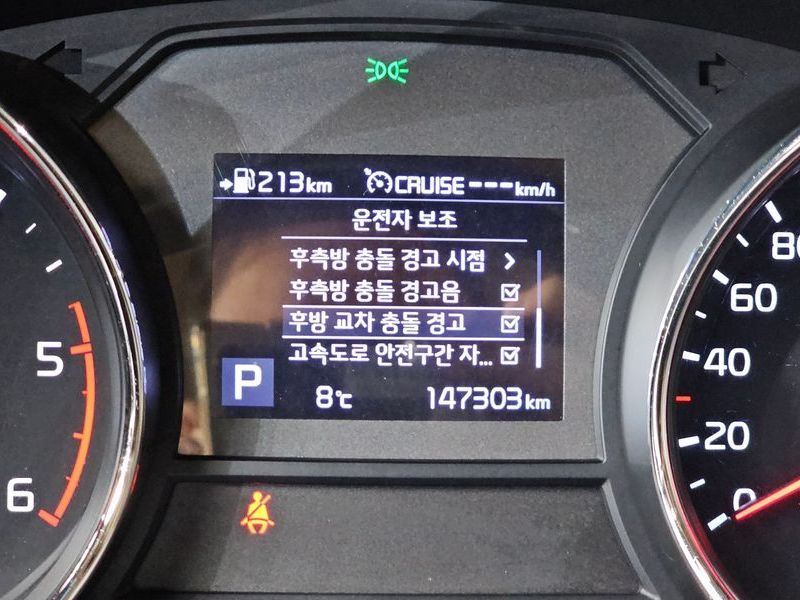 213km CRUISE ---km/h
운전자 보조
후측방 충돌 경고 시점 >
후측방 충돌 경고음
후방 교차 충돌 경고
고속도로 안전구간 자...
P 8℃ 147303km
5
6
80
60
40
20
0